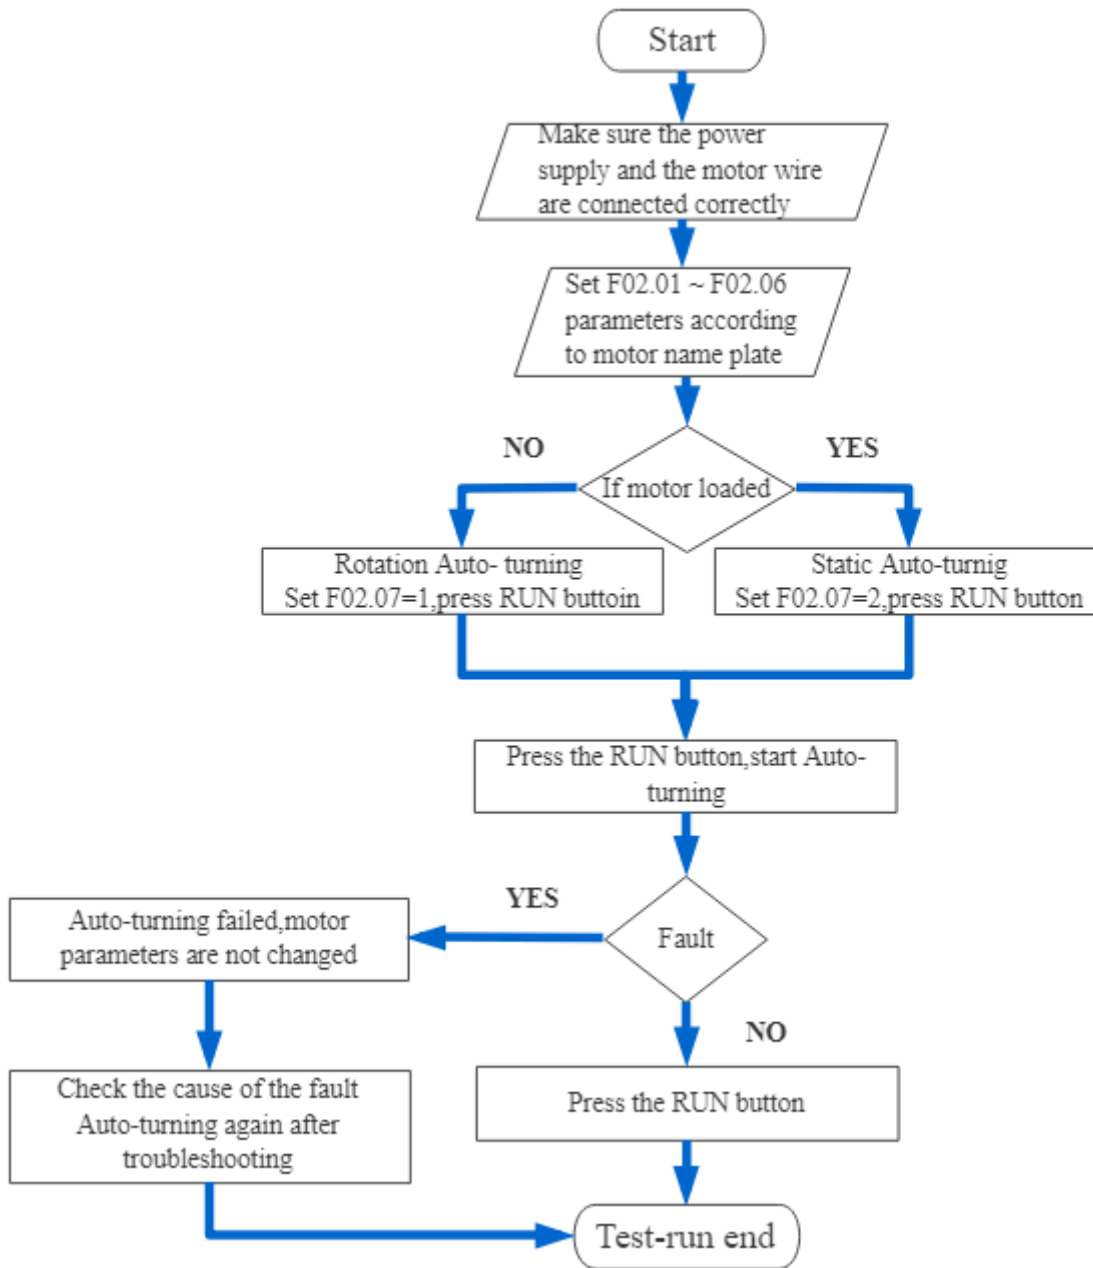 Start
Make sure the power
supply and the motor wire
are connected correctly
Set F02.01 ~ F02.06
parameters according
to motor name plate
NO
YES
If motor loaded
Rotation Auto- turning
Set F02.07=1,press RUN buttoin
Static Auto-turnig
Set F02.07=2,press RUN button
Press the RUN button,start Auto-
turning
YES
Fault
Auto-turning failed,motor
parameters are not changed
NO
Check the cause of the fault
Auto-turning again after
troubleshooting
Press the RUN button
Test-run end